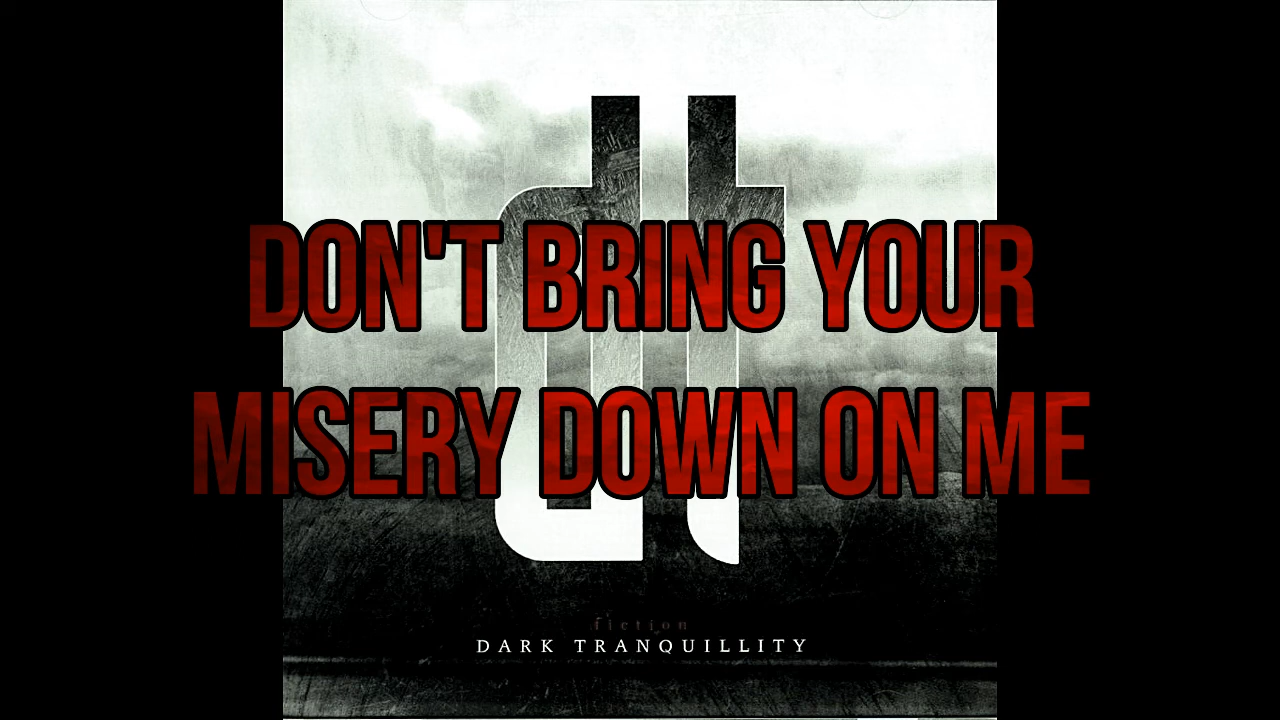 DON'T BRING YOUR
MISERY DOWN ON ME
dt
fiction
DARK TRANQUILLITY